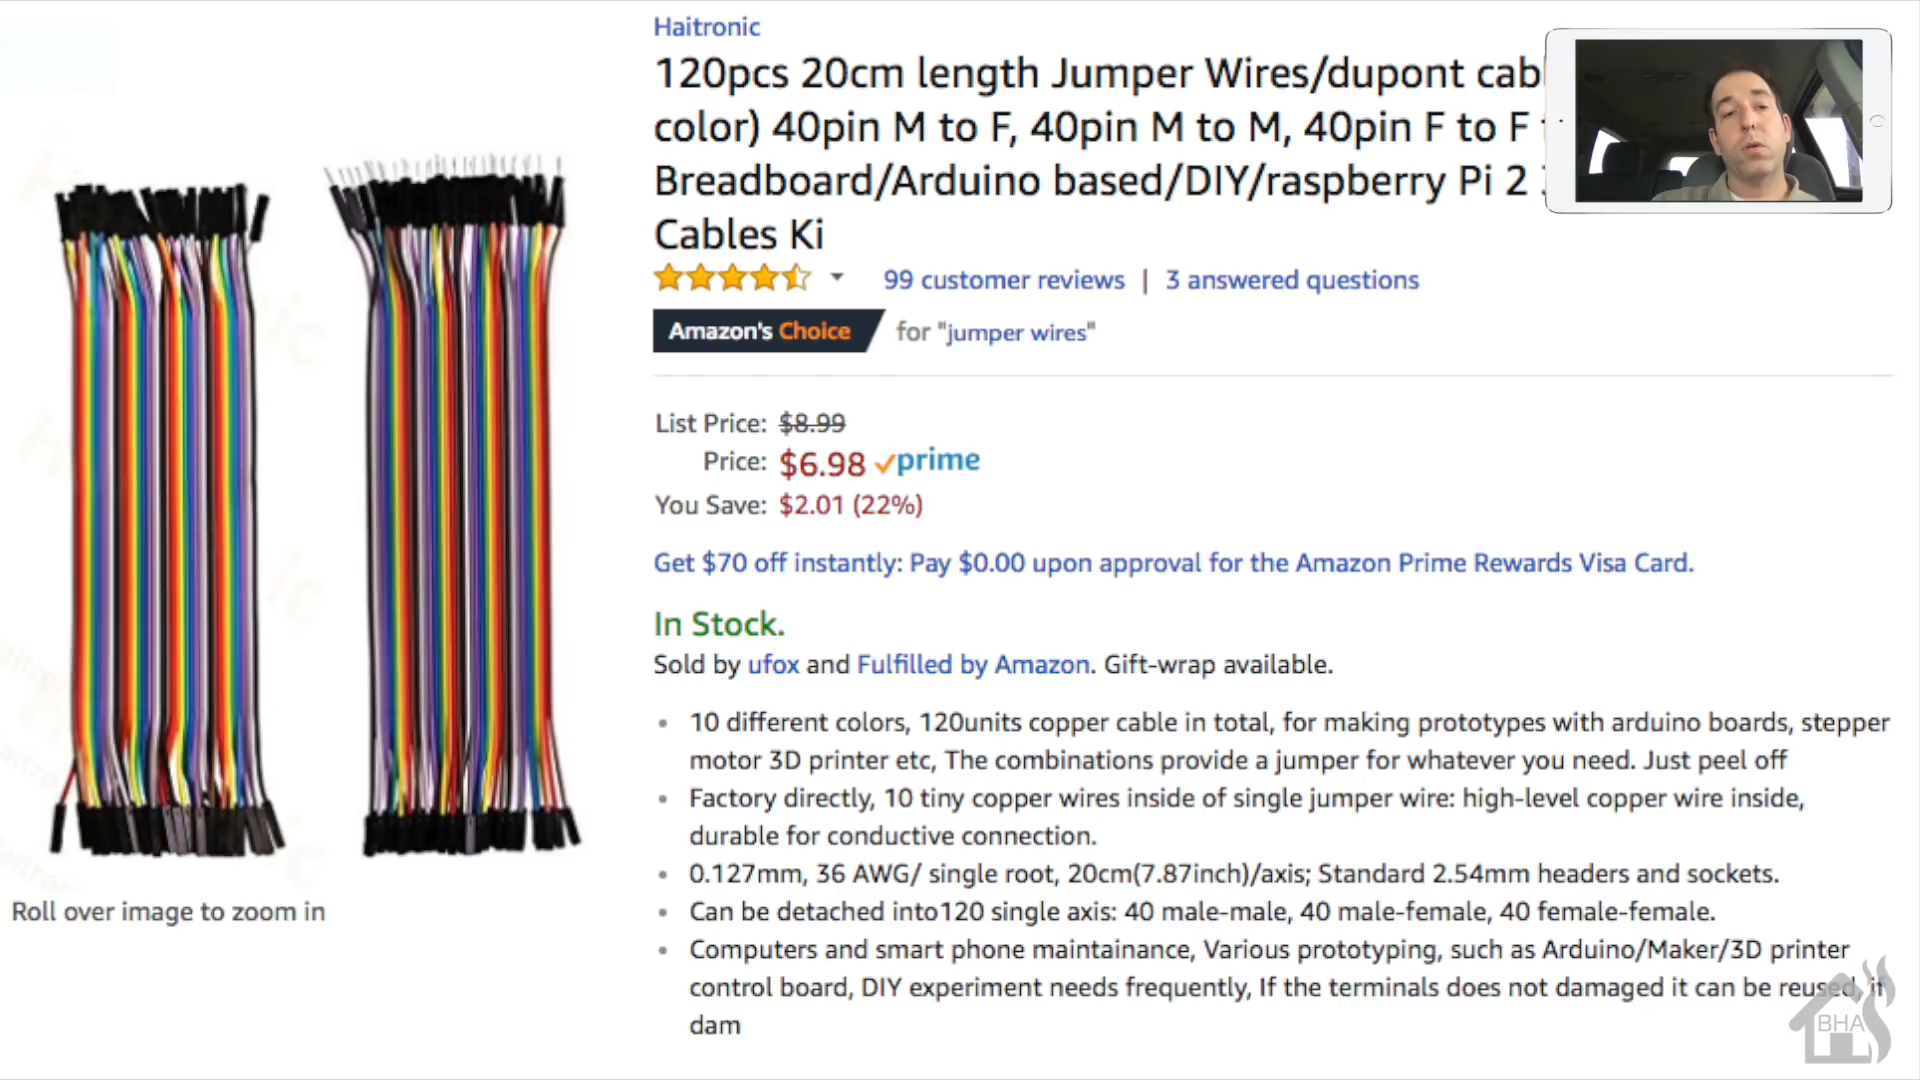 Haitronic
120pcs 20cm length Jumper Wires/dupont cab
color) 40pin M to F, 40pin M to M, 40pin F to F
Breadboard/Arduino based/DIY/raspberry Pi 2
Cables Ki
99 customer reviews | 3 answered questions
Amazon's Choice for "jumper wires"
List Price: $8.99
Price: $6.98 prime
You Save: $2.01 (22%)
Get $70 off instantly: Pay $0.00 upon approval for the Amazon Prime Rewards Visa Card.
In Stock.
Sold by ufox and Fulfilled by Amazon. Gift-wrap available.
• 10 different colors, 120units copper cable in total, for making prototypes with arduino boards, stepper
motor 3D printer etc, The combinations provide a jumper for whatever you need. Just peel off
• Factory directly, 10 tiny copper wires inside of single jumper wire: high-level copper wire inside,
durable for conductive connection.
• 0.127mm, 36 AWG/ single root, 20cm(7.87inch)/axis; Standard 2.54mm headers and sockets.
• Can be detached into120 single axis: 40 male-male, 40 male-female, 40 female-female.
• Computers and smart phone maintainance, Various prototyping, such as Arduino/Maker/3D printer
control board, DIY experiment needs frequently, If the terminals does not damaged it can be reused, if
dam
Roll over image to zoom in
BHA